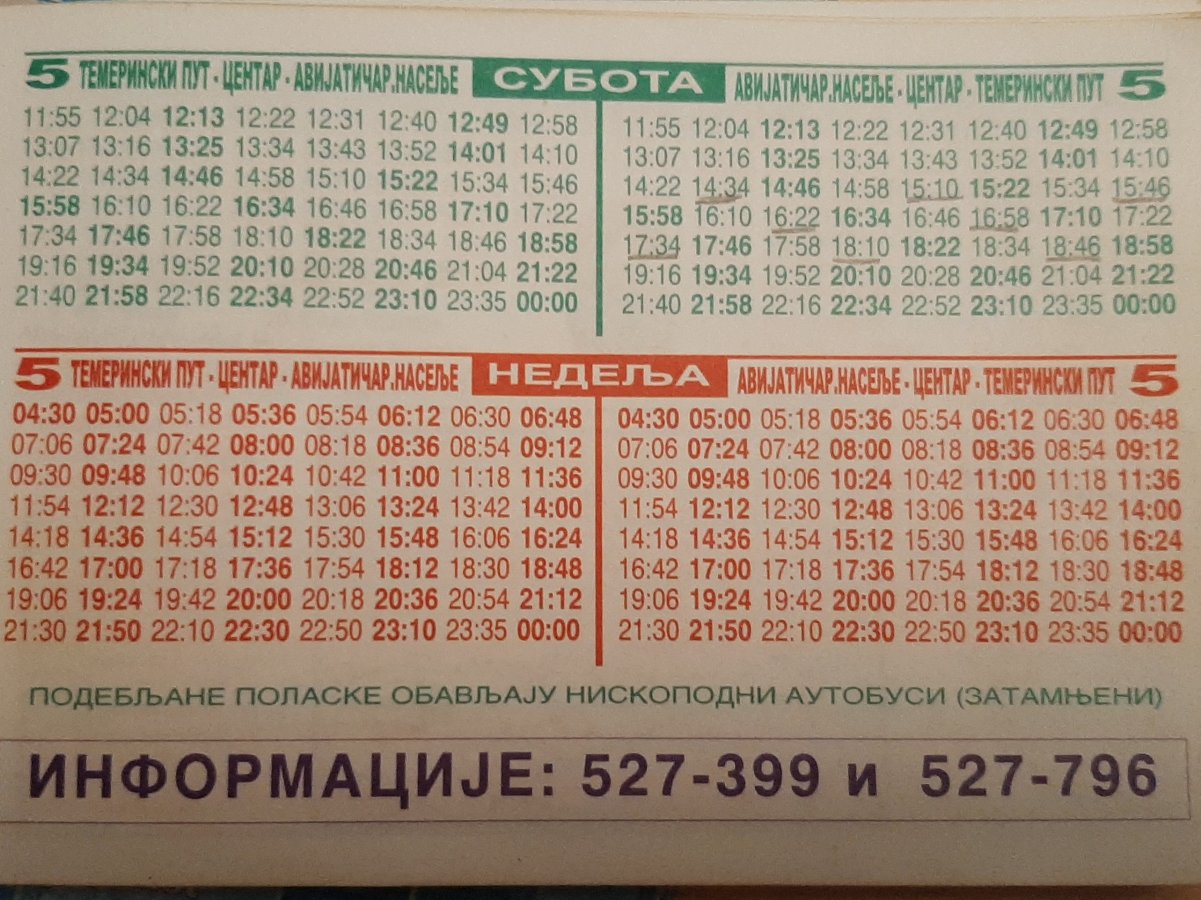 5 ТЕМЕРИНСКИ ПУТ - ЦЕНТАР - АВИЈАТИЧАР.НАСЕЉЕ СУБОТА АВИЈАТИЧАР.НАСЕЉЕ - ЦЕНТАР - ТЕМЕРИНСКИ ПУТ 5
11:55 12:04 12:13 12:22 12:31 12:40 12:49 12:58
13:07 13:16 13:25 13:34 13:43 13:52 14:01 14:10
14:22 14:34 14:46 14:58 15:10 15:22 15:34 15:46
15:58 16:10 16:22 16:34 16:46 16:58 17:10 17:22
17:34 17:46 17:58 18:10 18:22 18:34 18:46 18:58
19:16 19:34 19:52 20:10 20:28 20:46 21:04 21:22
21:40 21:58 22:16 22:34 22:52 23:10 23:35 00:00
11:55 12:04 12:13 12:22 12:31 12:40 12:49 12:58
13:07 13:16 13:25 13:34 13:43 13:52 14:01 14:10
14:22 14:34 14:46 14:58 15:10 15:22 15:34 15:46
15:58 16:10 16:22 16:34 16:46 16:58 17:10 17:22
17:34 17:46 17:58 18:10 18:22 18:34 18:46 18:58
19:16 19:34 19:52 20:10 20:28 20:46 21:04 21:22
21:40 21:58 22:16 22:34 22:52 23:10 23:35 00:00
5 ТЕМЕРИНСКИ ПУТ - ЦЕНТАР - АВИЈАТИЧАР.НАСЕЉЕ НЕДЕЉА АВИЈАТИЧАР.НАСЕЉЕ - ЦЕНТАР - ТЕМЕРИНСКИ ПУТ 5
04:30 05:00 05:18 05:36 05:54 06:12 06:30 06:48
07:06 07:24 07:42 08:00 08:18 08:36 08:54 09:12
09:30 09:48 10:06 10:24 10:42 11:00 11:18 11:36
11:54 12:12 12:30 12:48 13:06 13:24 13:42 14:00
14:18 14:36 14:54 15:12 15:30 15:48 16:06 16:24
16:42 17:00 17:18 17:36 17:54 18:12 18:30 18:48
19:06 19:24 19:42 20:00 20:18 20:36 20:54 21:12
21:30 21:50 22:10 22:30 22:50 23:10 23:35 00:00
04:30 05:00 05:18 05:36 05:54 06:12 06:30 06:48
07:06 07:24 07:42 08:00 08:18 08:36 08:54 09:12
09:30 09:48 10:06 10:24 10:42 11:00 11:18 11:36
11:54 12:12 12:30 12:48 13:06 13:24 13:42 14:00
14:18 14:36 14:54 15:12 15:30 15:48 16:06 16:24
16:42 17:00 17:18 17:36 17:54 18:12 18:30 18:48
19:06 19:24 19:42 20:00 20:18 20:36 20:54 21:12
21:30 21:50 22:10 22:30 22:50 23:10 23:35 00:00
ПОДЕБЉАНЕ ПОЛАСКЕ ОБАВЉАЈУ НИСКОПОДНИ АУТОБУСИ (ЗАТАМЊЕНИ)
ИНФОРМАЦИЈЕ: 527-399 и 527-796